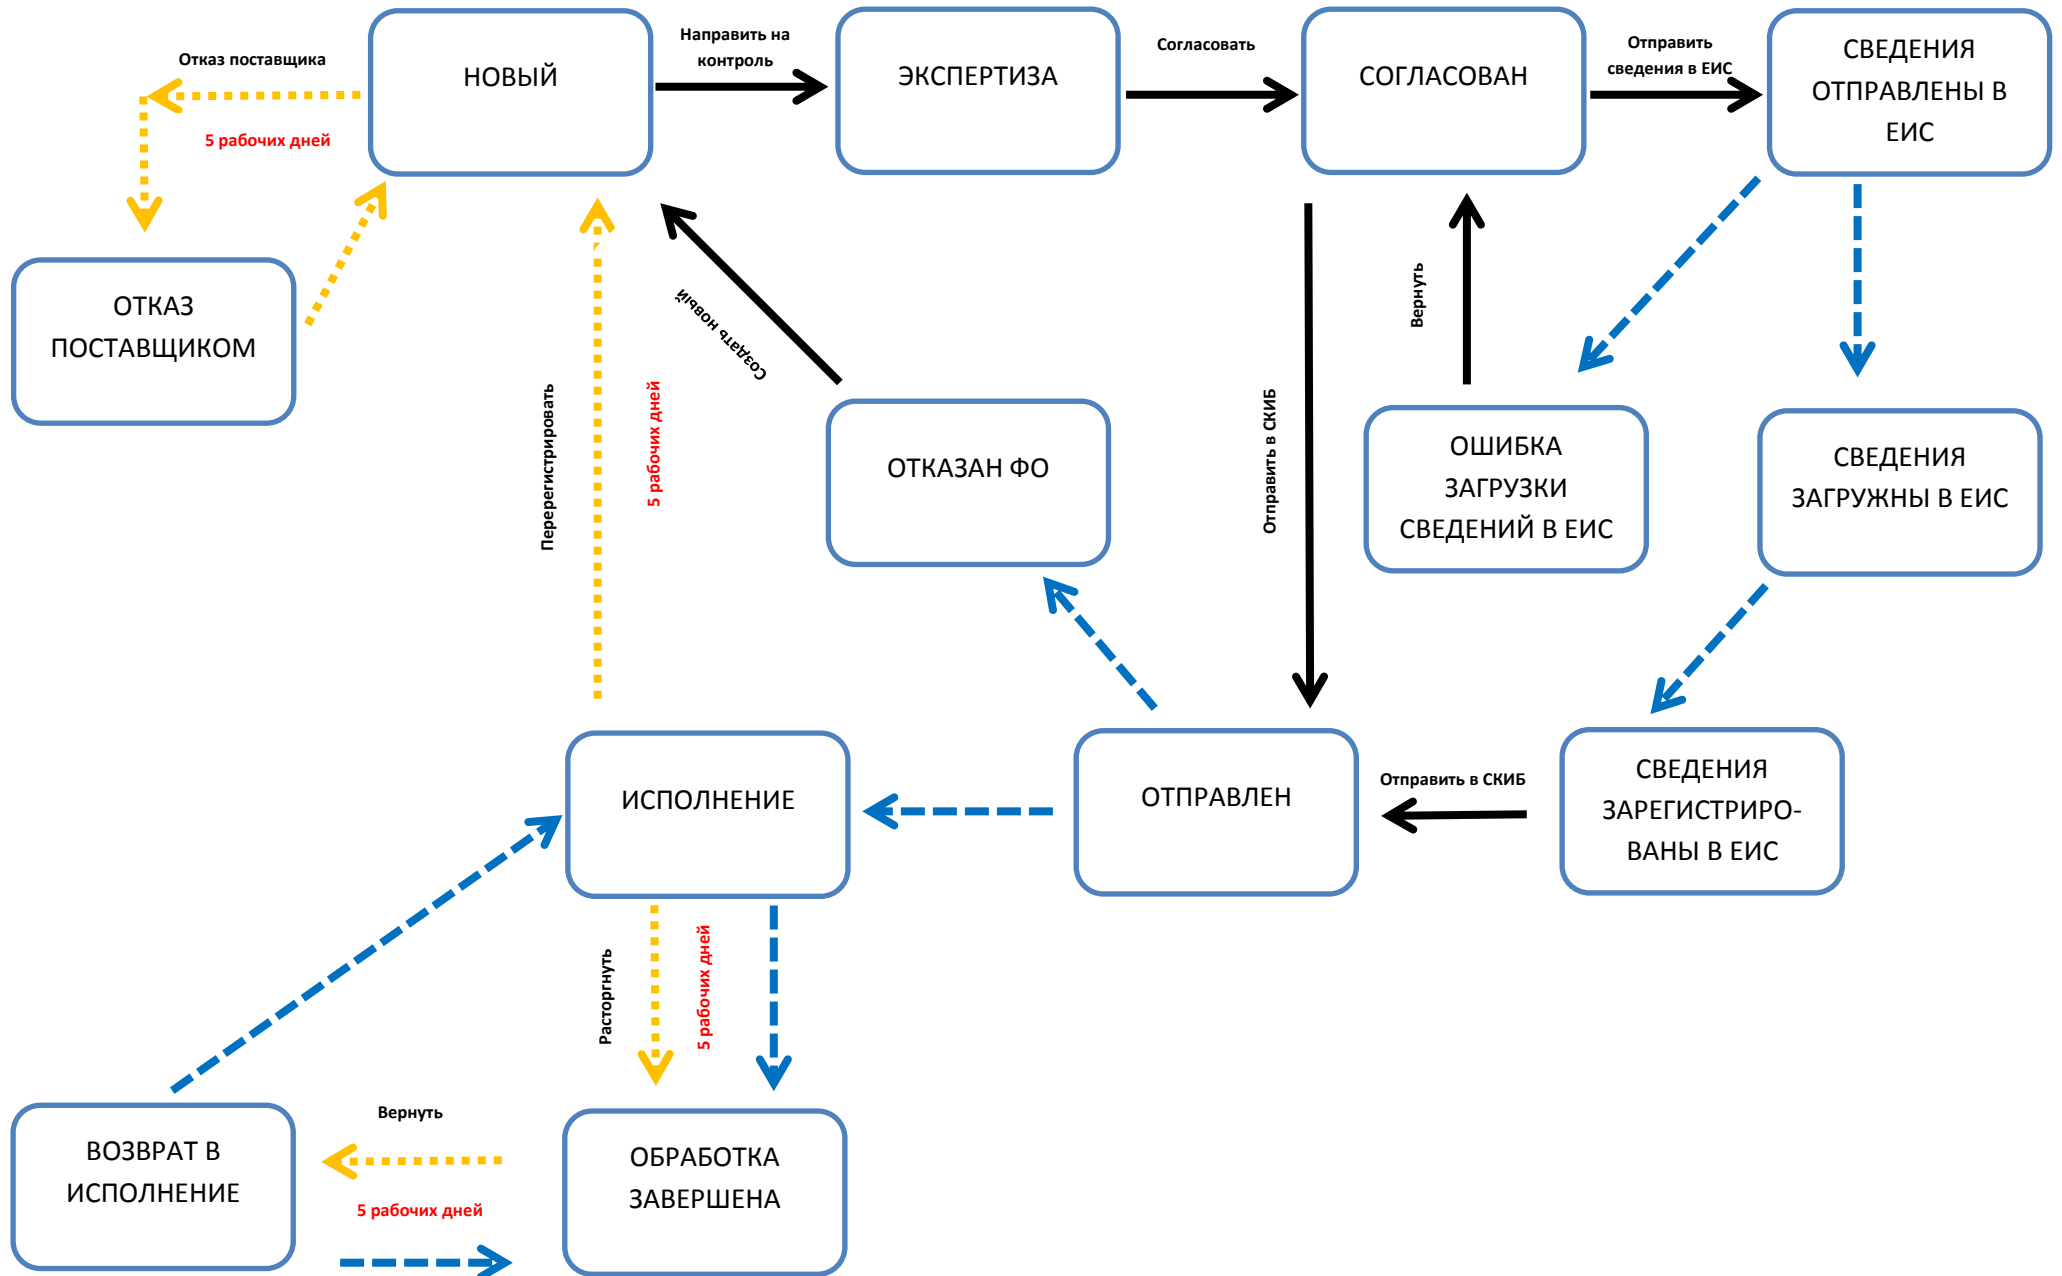 Отказ поставщика
5 рабочих дней
НОВЫЙ
Направить на
контроль
ЭКСПЕРТИЗА
Согласовать
СОГЛАСОВАН
Отправить
сведения в ЕИС
СВЕДЕНИЯ
ОТПРАВЛЕНЫ В
ЕИС
ОТКАЗ
ПОСТАВЩИКОМ
Перерегистрировать
5 рабочих дней
Создать новый
ОТКАЗАН ФО
Отправить в СКИБ
Вернуть
ОШИБКА
ЗАГРУЗКИ
СВЕДЕНИЙ В ЕИС
СВЕДЕНИЯ
ЗАГРУЖНЫ В ЕИС
ИСПОЛНЕНИЕ
ОТПРАВЛЕН
Отправить в СКИБ
СВЕДЕНИЯ
ЗАРЕГИСТРИРО-
ВАНЫ В ЕИС
Расторгнуть
5 рабочих дней
ВОЗВРАТ В
ИСПОЛНЕНИЕ
Вернуть
5 рабочих дней
ОБРАБОТКА
ЗАВЕРШЕНА